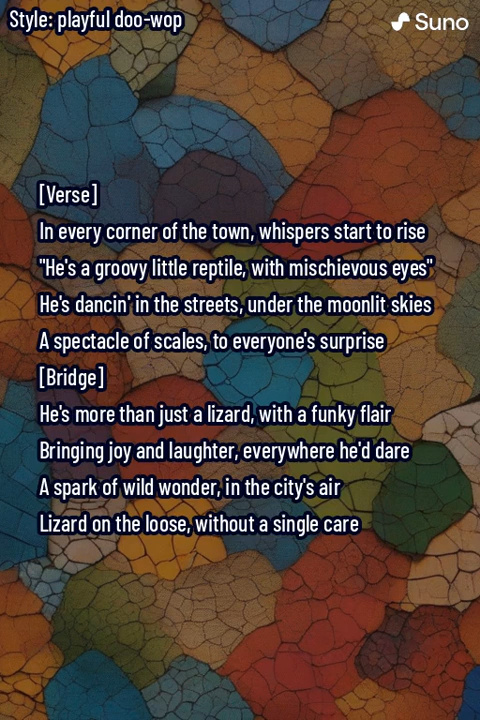 Style: playful doo-wop
Suno
[Verse]
In every corner of the town, whispers start to rise
"He's a groovy little reptile, with mischievous eyes"
He's dancin' in the streets, under the moonlit skies
A spectacle of scales, to everyone's surprise
[Bridge]
He's more than just a lizard, with a funky flair
Bringing joy and laughter, everywhere he'd dare
A spark of wild wonder, in the city's air
Lizard on the loose, without a single care